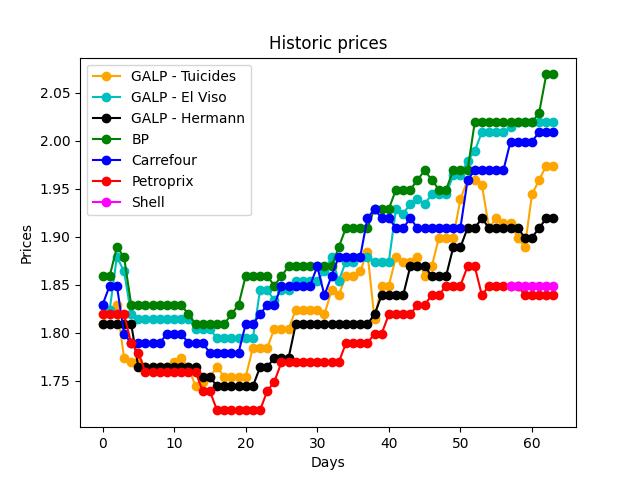 Historic prices
GALP - Tuicides
GALP - El Viso
GALP - Hermann
BP
Carrefour
Petroprix
Shell
2.05
2.00
1.95
1.90
1.85
1.80
1.75
Prices
0 10 20 30 40 50 60
Days